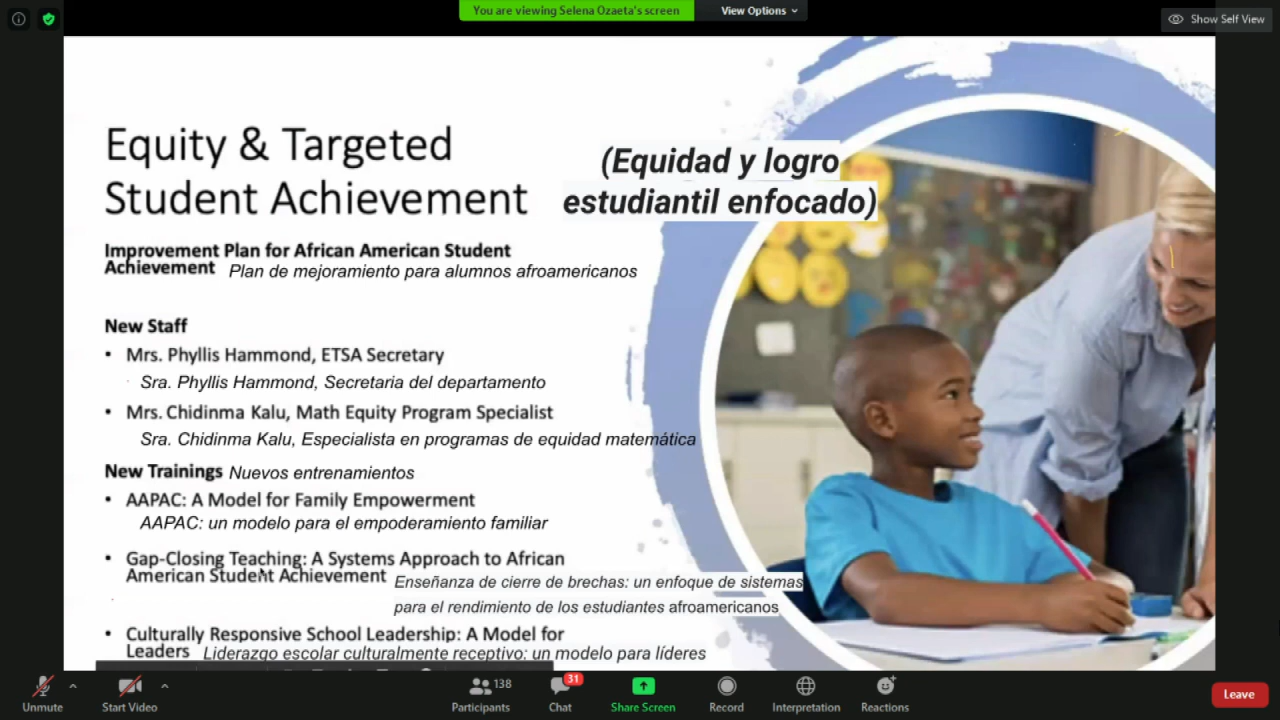 You are viewing Selena Ozaeta's screen
View Options
Show Self View
Equity & Targeted
Student Achievement
(Equidad y logro
estudiantil enfocado)
Improvement Plan for African American Student
Achievement Plan de mejoramiento para alumnos afroamericanos
New Staff
• Mrs. Phyllis Hammond, ETSA Secretary
Sra. Phyllis Hammond, Secretaria del departamento
• Mrs. Chidinma Kalu, Math Equity Program Specialist
Sra. Chidinma Kalu, Especialista en programas de equidad matemática
New Trainings Nuevos entrenamientos
• AAPAC: A Model for Family Empowerment
AAPAC: un modelo para el empoderamiento familiar
• Gap-Closing Teaching: A Systems Approach to African
American Student Achievement Enseñanza de cierre de brechas: un enfoque de sistemas
para el rendimiento de los estudiantes afroamericanos
• Culturally Responsive School Leadership: A Model for
Leaders Liderazgo escolar culturalmente receptivo: un modelo para líderes
Unmute
Start Video
Participants
138
Chat
31
Share Screen
Record
Interpretation
Reactions
Leave